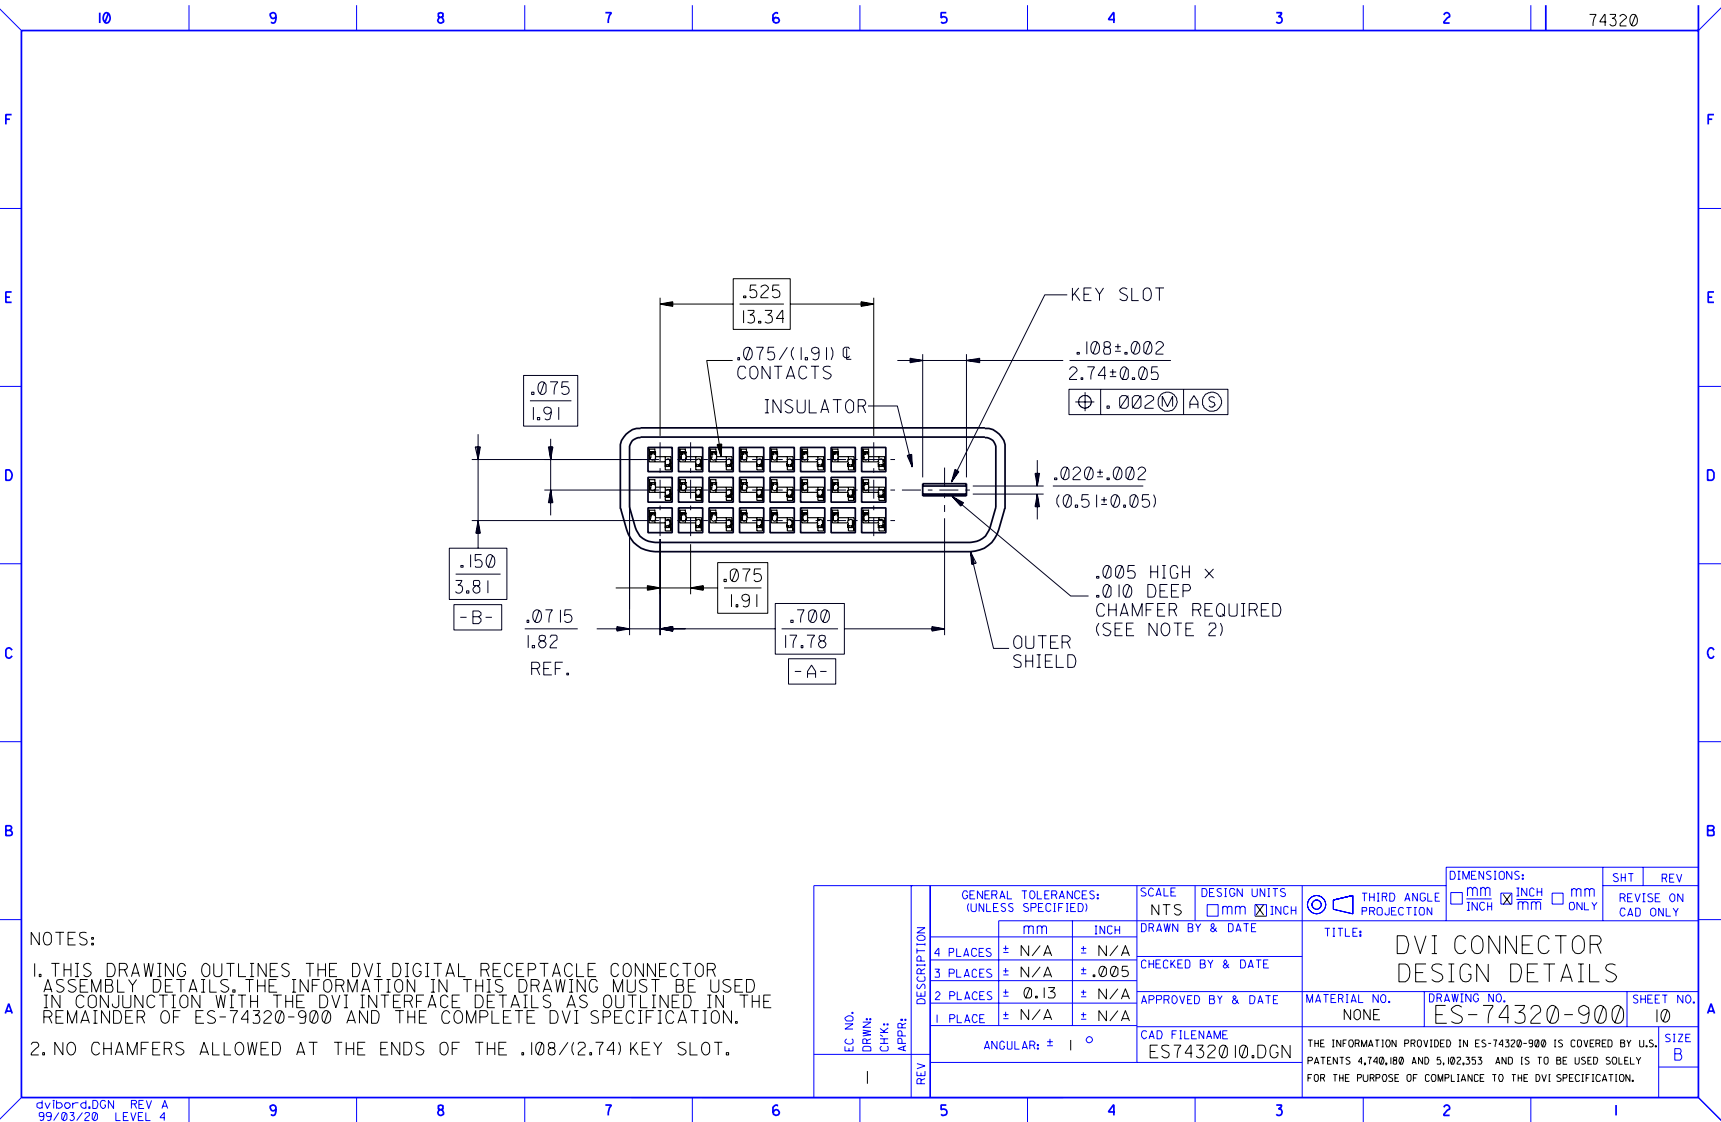 10 9 8 7 6 5 4 3 2 74320
F F
E E
D D
C C
B B
A A
.525
13.34
KEY SLOT
.075/(1.91) ℄
CONTACTS
.108±.002
2.74±0.05
⌖ .002Ⓜ AⓈ
.075
1.91
INSULATOR
.020±.002
(0.51±0.05)
.150
3.81
-B-
.075
1.91
.0715
1.82
REF.
.700
17.78
-A-
.005 HIGH ×
.010 DEEP
CHAMFER REQUIRED
(SEE NOTE 2)
OUTER
SHIELD
NOTES:
1. THIS DRAWING OUTLINES THE DVI DIGITAL RECEPTACLE CONNECTOR
ASSEMBLY DETAILS. THE INFORMATION IN THIS DRAWING MUST BE USED
IN CONJUNCTION WITH THE DVI INTERFACE DETAILS AS OUTLINED IN THE
REMAINDER OF ES-74320-900 AND THE COMPLETE DVI SPECIFICATION.
2. NO CHAMFERS ALLOWED AT THE ENDS OF THE .108/(2.74) KEY SLOT.
EC NO.
DRWN:
CH'K:
APPR:
1
DESCRIPTION
REV
GENERAL TOLERANCES:
(UNLESS SPECIFIED)
mm INCH
4 PLACES ± N/A ± N/A
3 PLACES ± N/A ±.005
2 PLACES ± 0.13 ± N/A
1 PLACE ± N/A ± N/A
ANGULAR: ± 1 °
SCALE
NTS
DESIGN UNITS
☐mm ☒INCH
DRAWN BY & DATE
CHECKED BY & DATE
APPROVED BY & DATE
CAD FILENAME
ES7432010.DGN
THIRD ANGLE
PROJECTION
DIMENSIONS:
☐ mm/INCH ☒ INCH/mm ☐ mm ONLY
SHT REV
REVISE ON
CAD ONLY
TITLE:
DVI CONNECTOR
DESIGN DETAILS
MATERIAL NO.
NONE
DRAWING NO.
ES-74320-900
SHEET NO.
10
THE INFORMATION PROVIDED IN ES-74320-900 IS COVERED BY U.S.
PATENTS 4,740,180 AND 5,102,353 AND IS TO BE USED SOLELY
FOR THE PURPOSE OF COMPLIANCE TO THE DVI SPECIFICATION.
SIZE
B
dvibord.DGN REV A
99/03/20 LEVEL 4
9 8 7 6 5 4 3 2 1